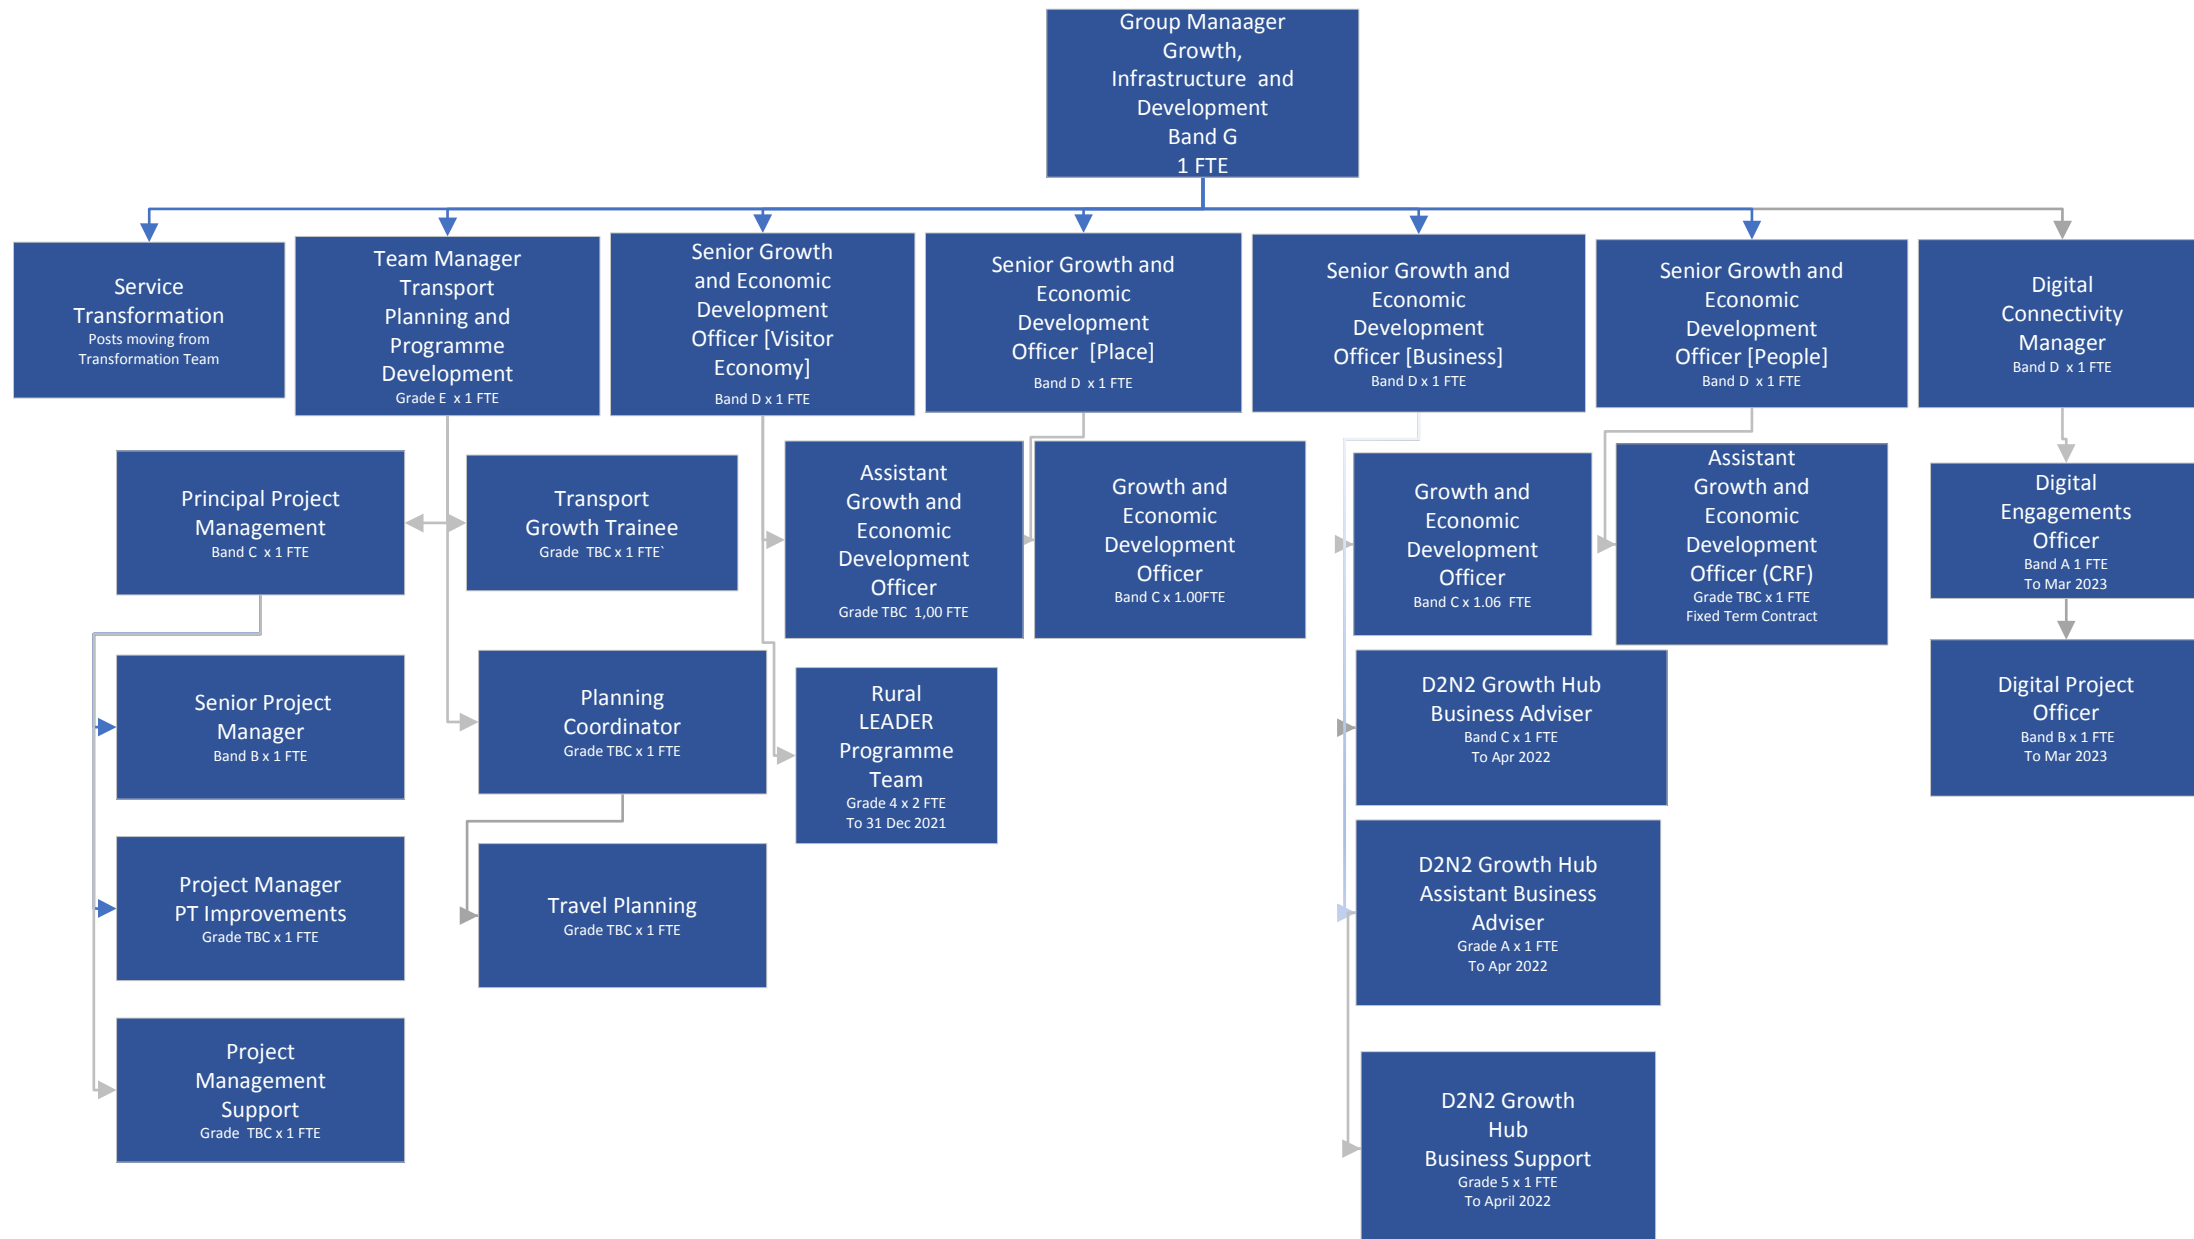 Group Manaager
Growth,
Infrastructure and
Development
Band G
1 FTE
Service
Transformation
Posts moving from
Transformation Team
Team Manager
Transport
Planning and
Programme
Development
Grade E x 1 FTE
Senior Growth
and Economic
Development
Officer [Visitor
Economy]
Band D x 1 FTE
Senior Growth and
Economic
Development
Officer [Place]
Band D x 1 FTE
Senior Growth and
Economic
Development
Officer [Business]
Band D x 1 FTE
Senior Growth and
Economic
Development
Officer [People]
Band D x 1 FTE
Digital
Connectivity
Manager
Band D x 1 FTE
Principal Project
Management
Band C x 1 FTE
Transport
Growth Trainee
Grade TBC x 1 FTE`
Assistant
Growth and
Economic
Development
Officer
Grade TBC 1,00 FTE
Growth and
Economic
Development
Officer
Band C x 1.00FTE
Growth and
Economic
Development
Officer
Band C x 1.06 FTE
Assistant
Growth and
Economic
Development
Officer (CRF)
Grade TBC x 1 FTE
Fixed Term Contract
Digital
Engagements
Officer
Band A 1 FTE
To Mar 2023
Senior Project
Manager
Band B x 1 FTE
Planning
Coordinator
Grade TBC x 1 FTE
Rural
LEADER
Programme
Team
Grade 4 x 2 FTE
To 31 Dec 2021
D2N2 Growth Hub
Business Adviser
Band C x 1 FTE
To Apr 2022
Digital Project
Officer
Band B x 1 FTE
To Mar 2023
Project Manager
PT Improvements
Grade TBC x 1 FTE
Travel Planning
Grade TBC x 1 FTE
D2N2 Growth Hub
Assistant Business
Adviser
Grade A x 1 FTE
To Apr 2022
Project
Management
Support
Grade TBC x 1 FTE
D2N2 Growth
Hub
Business Support
Grade 5 x 1 FTE
To April 2022